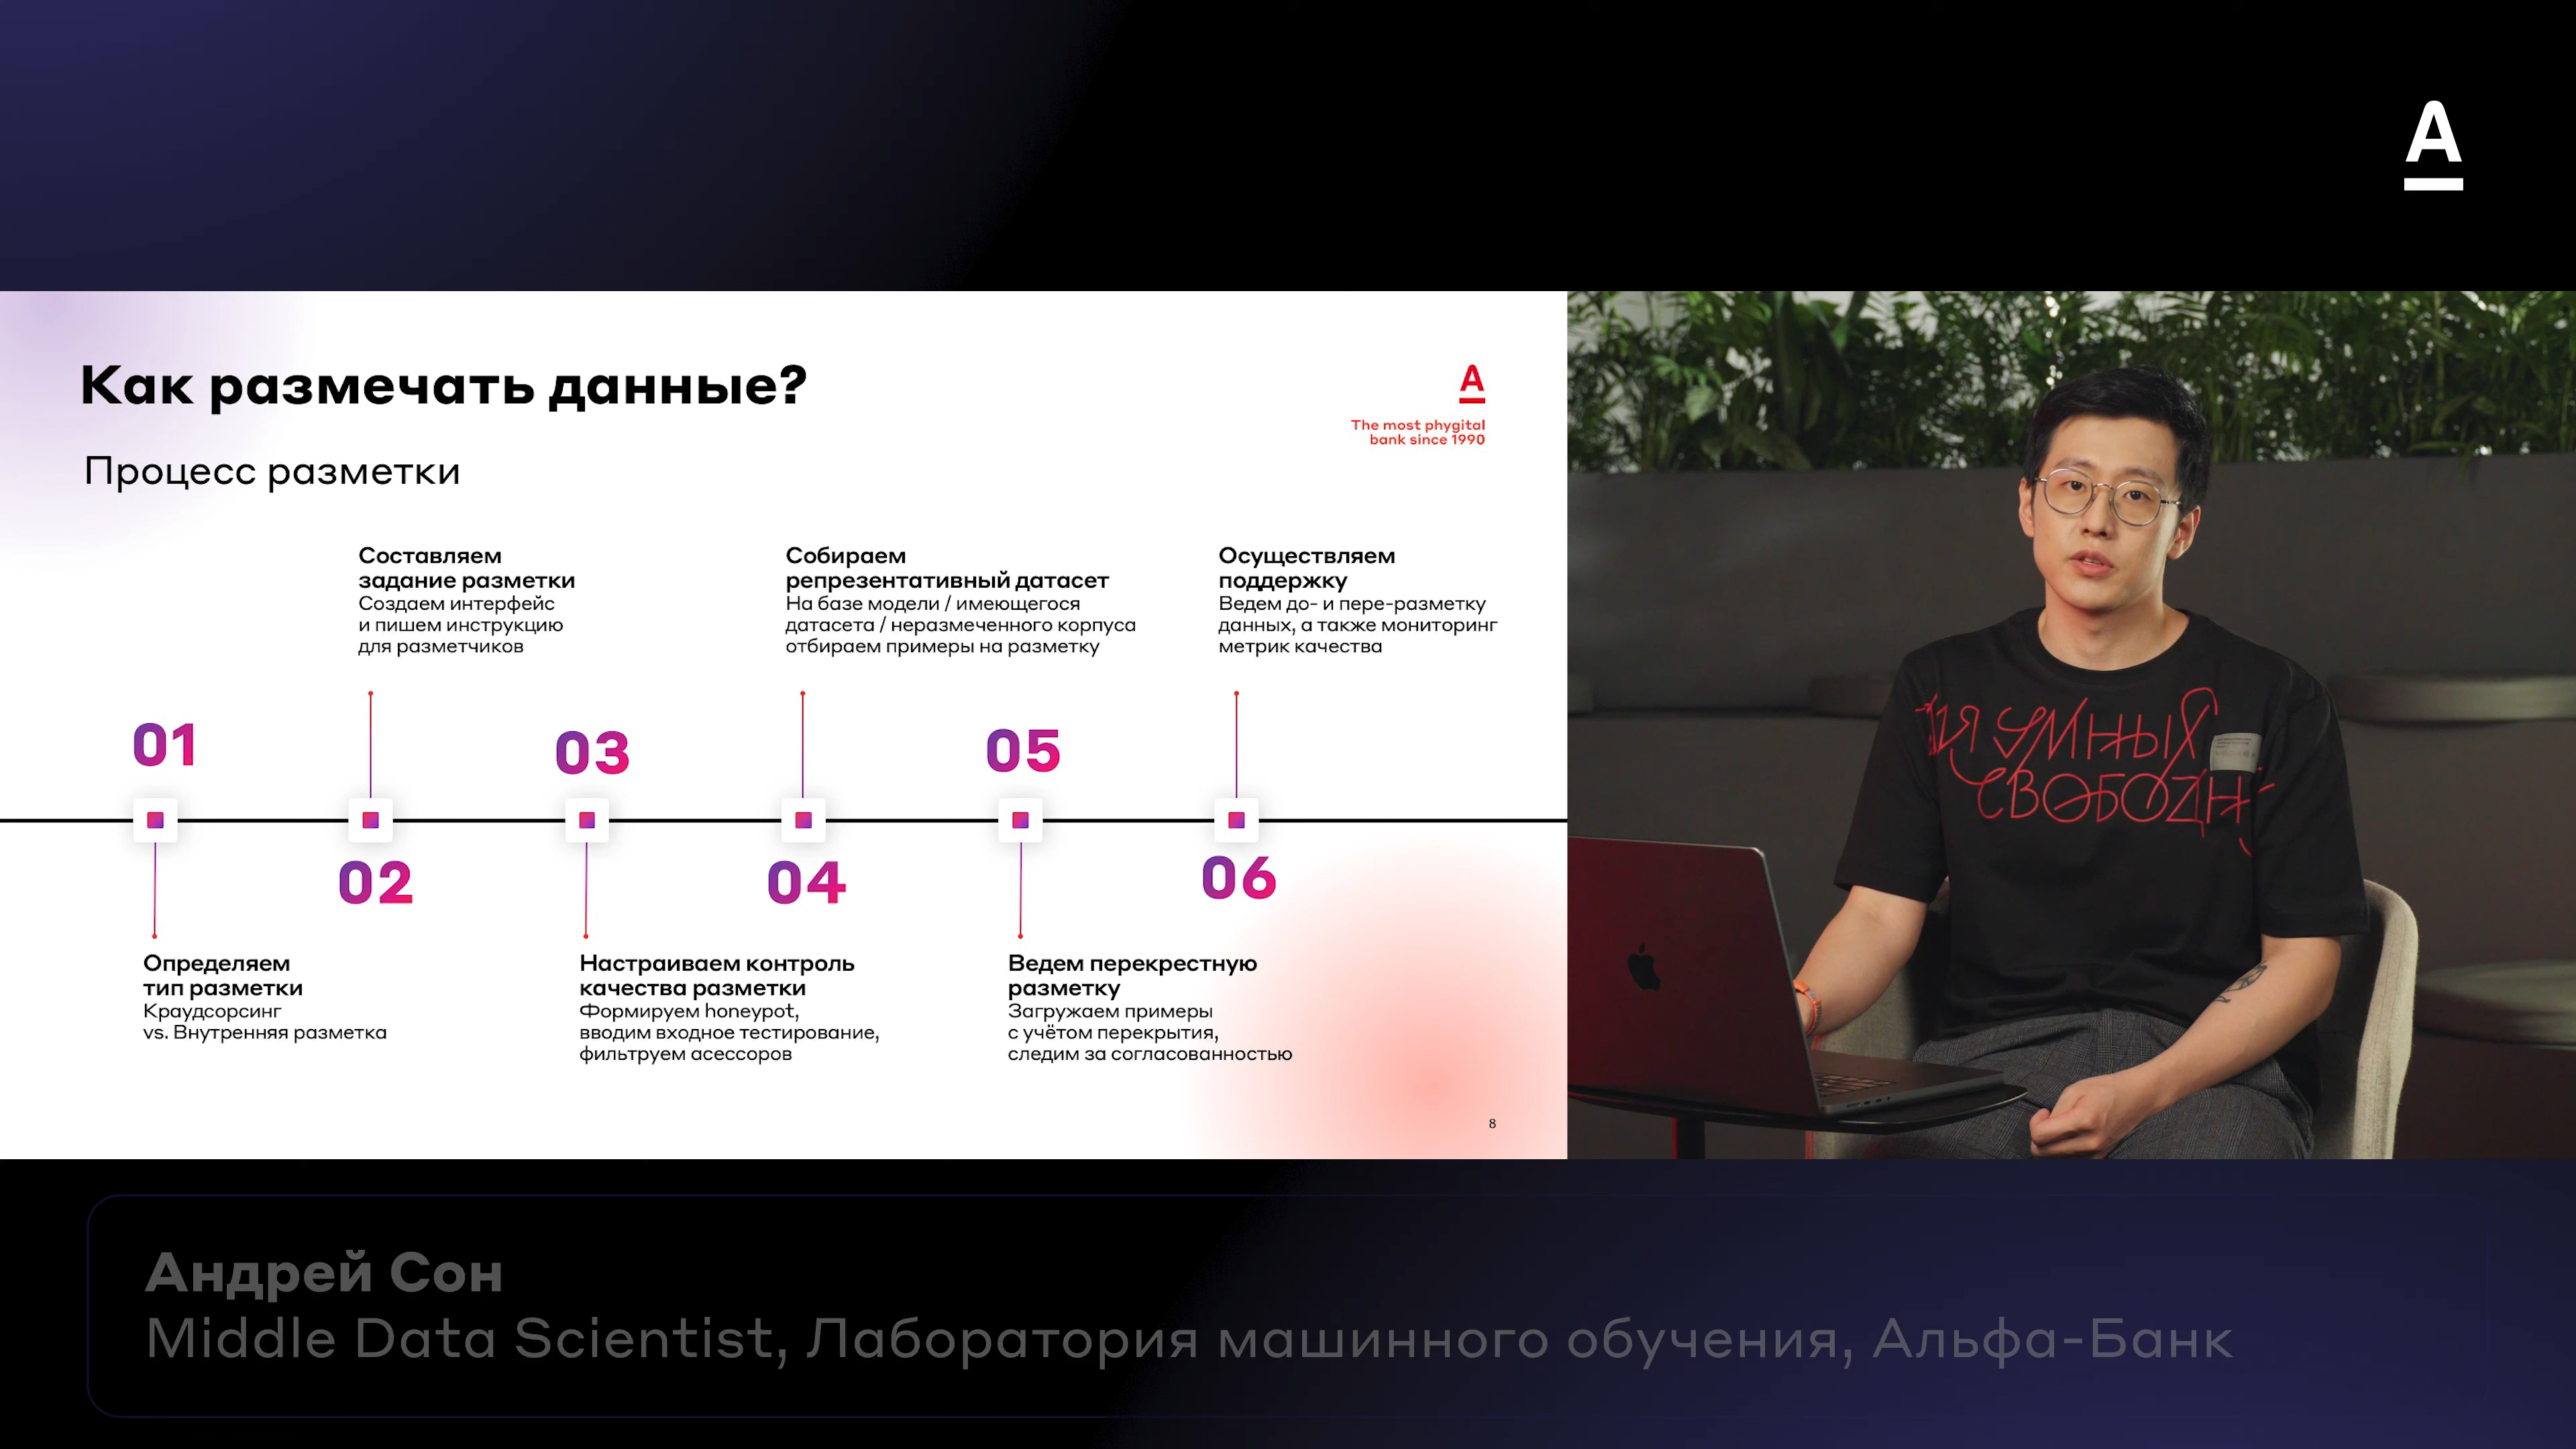 A
Как размечать данные?
A
The most phygital
bank since 1990
Процесс разметки
Составляем
задание разметки
Создаем интерфейс
и пишем инструкцию
для разметчиков
Собираем
репрезентативный датасет
На базе модели / имеющегося
датасета / неразмеченного корпуса
отбираем примеры на разметку
Осуществляем
поддержку
Ведем до- и пере-разметку
данных, а также мониторинг
метрик качества
01
02
03
04
05
06
Определяем
тип разметки
Краудсорсинг
vs. Внутренняя разметка
Настраиваем контроль
качества разметки
Формируем honeypot,
вводим входное тестирование,
фильтруем асессоров
Ведем перекрестную
разметку
Загружаем примеры
с учётом перекрытия,
следим за согласованностью
8
УМНЫХ
Андрей Сон
Middle Data Scientist, Лаборатория машинного обучения, Альфа-Банк